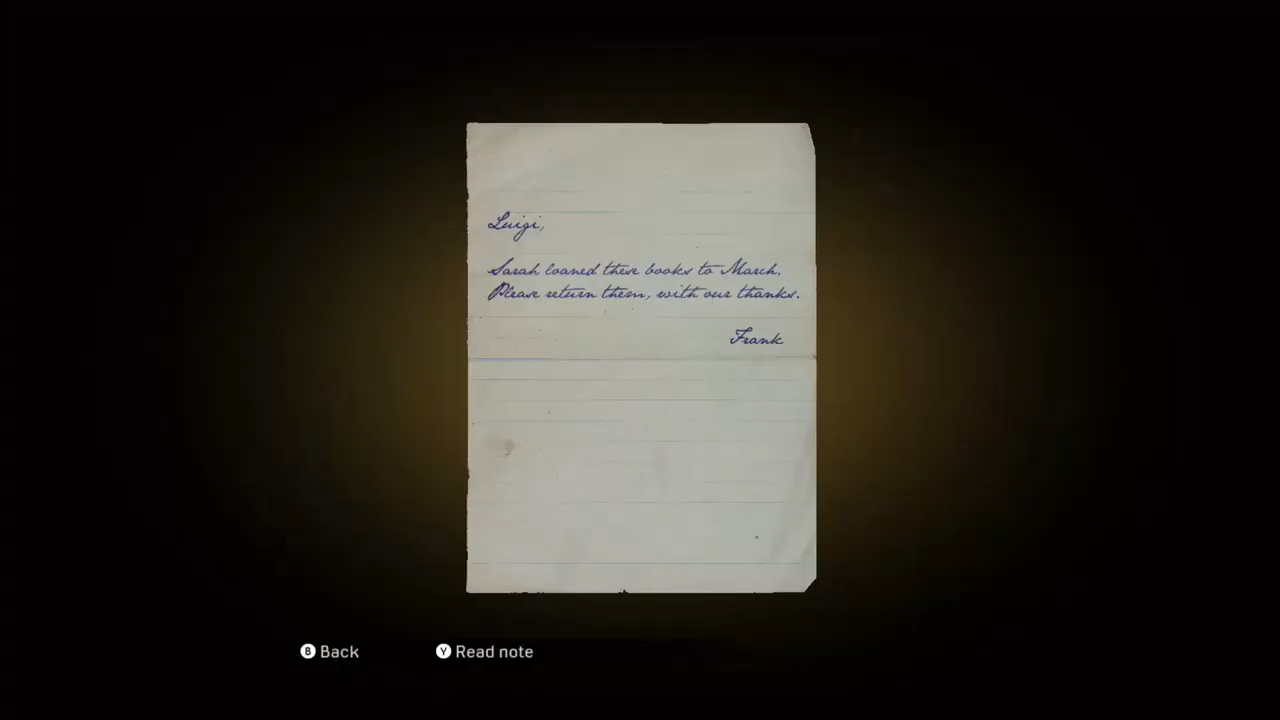 Luigi,
Sarah loaned these books to March.
Please return them, with our thanks.
Frank
B Back
Y Read note